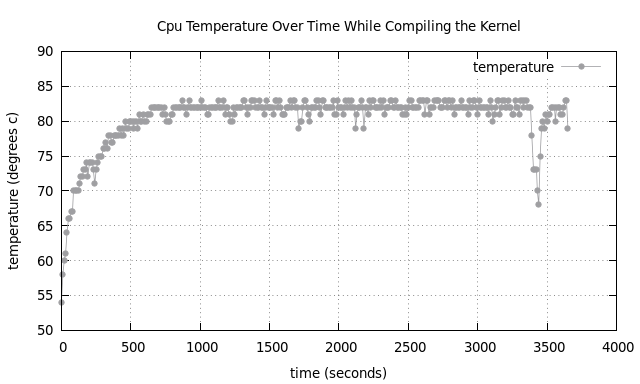 Cpu Temperature Over Time While Compiling the Kernel
temperature
90
85
80
75
70
65
60
55
50
temperature (degrees c)
0 500 1000 1500 2000 2500 3000 3500 4000
time (seconds)